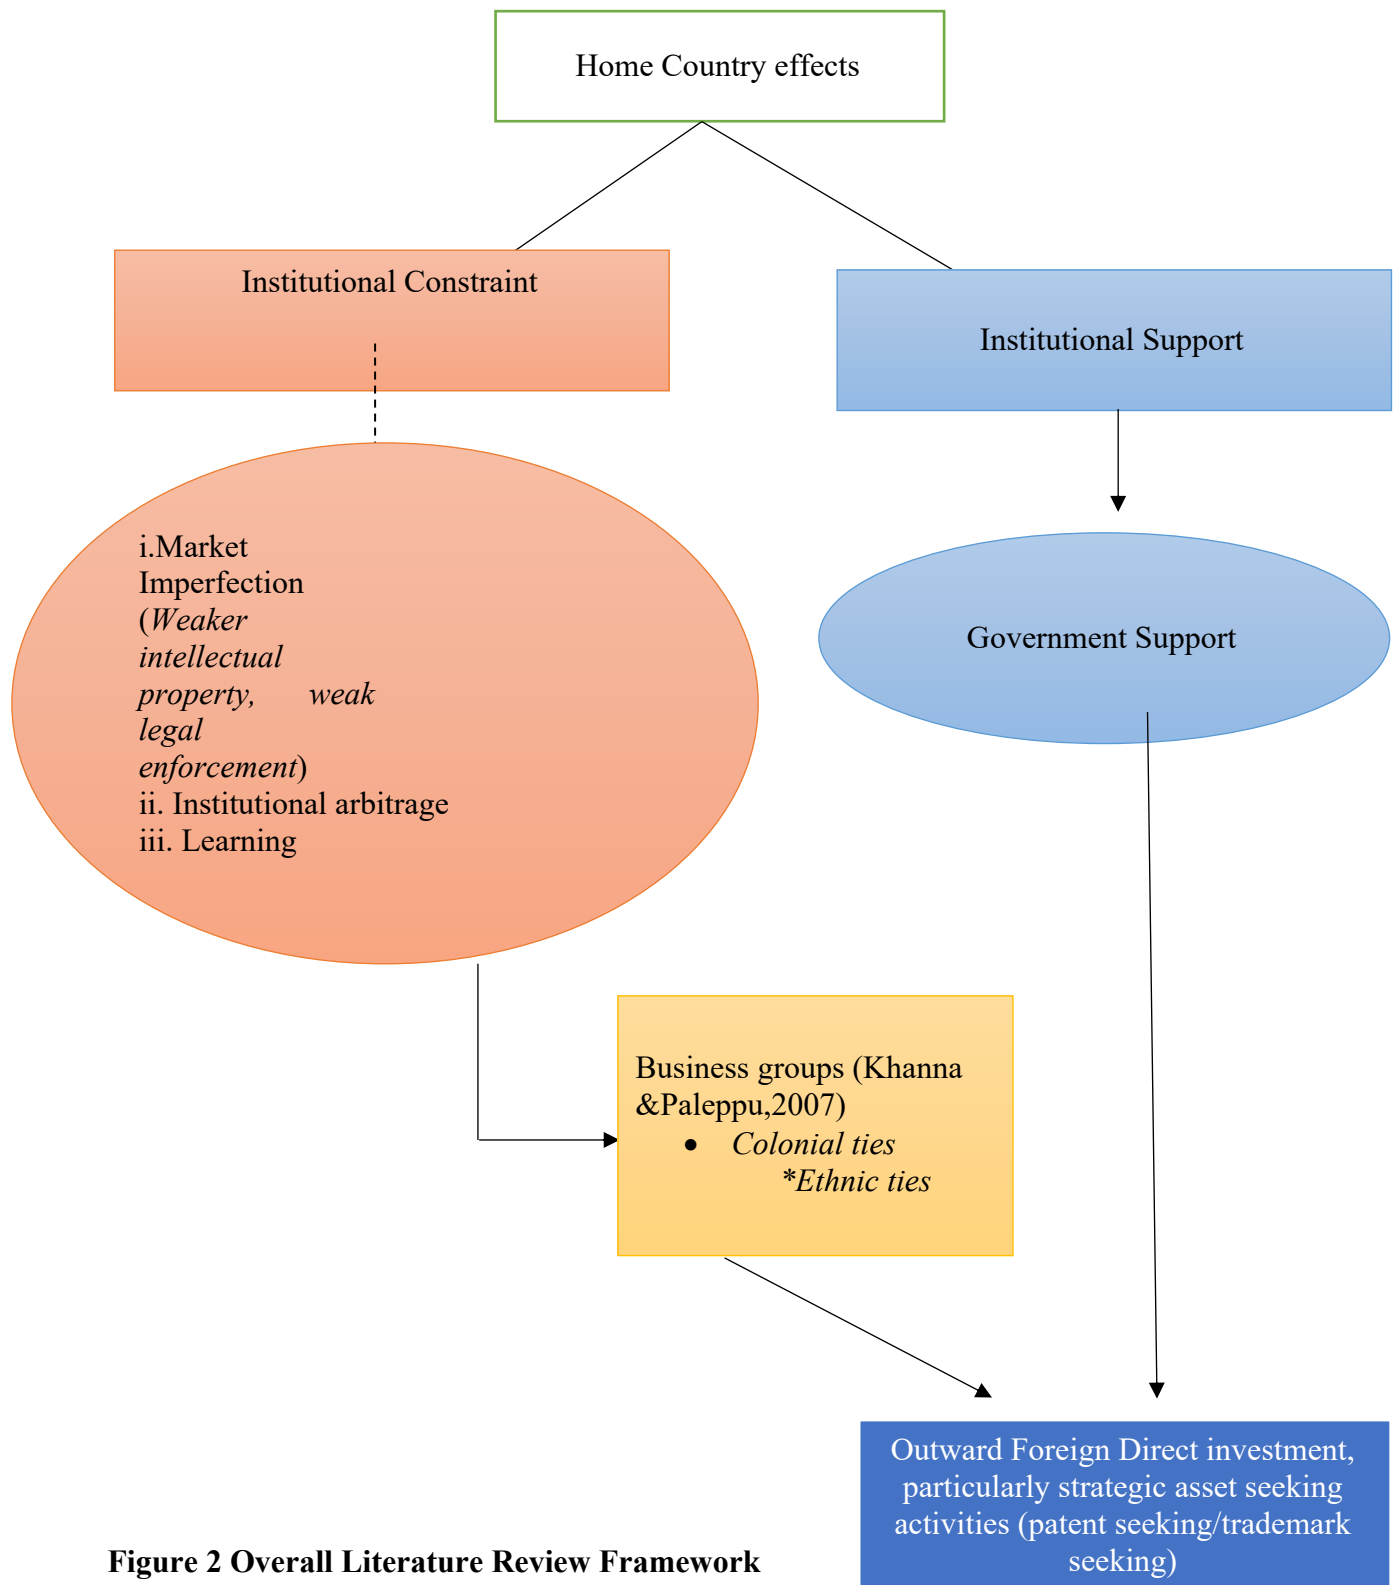 Home Country effects
Institutional Constraint
Institutional Support
i.Market
Imperfection
(Weaker
intellectual
property, weak
legal
enforcement)
ii. Institutional arbitrage
iii. Learning
Government Support
Business groups (Khanna
&Paleppu,2007)
• Colonial ties
*Ethnic ties
Outward Foreign Direct investment,
particularly strategic asset seeking
activities (patent seeking/trademark
seeking)
Figure 2 Overall Literature Review Framework